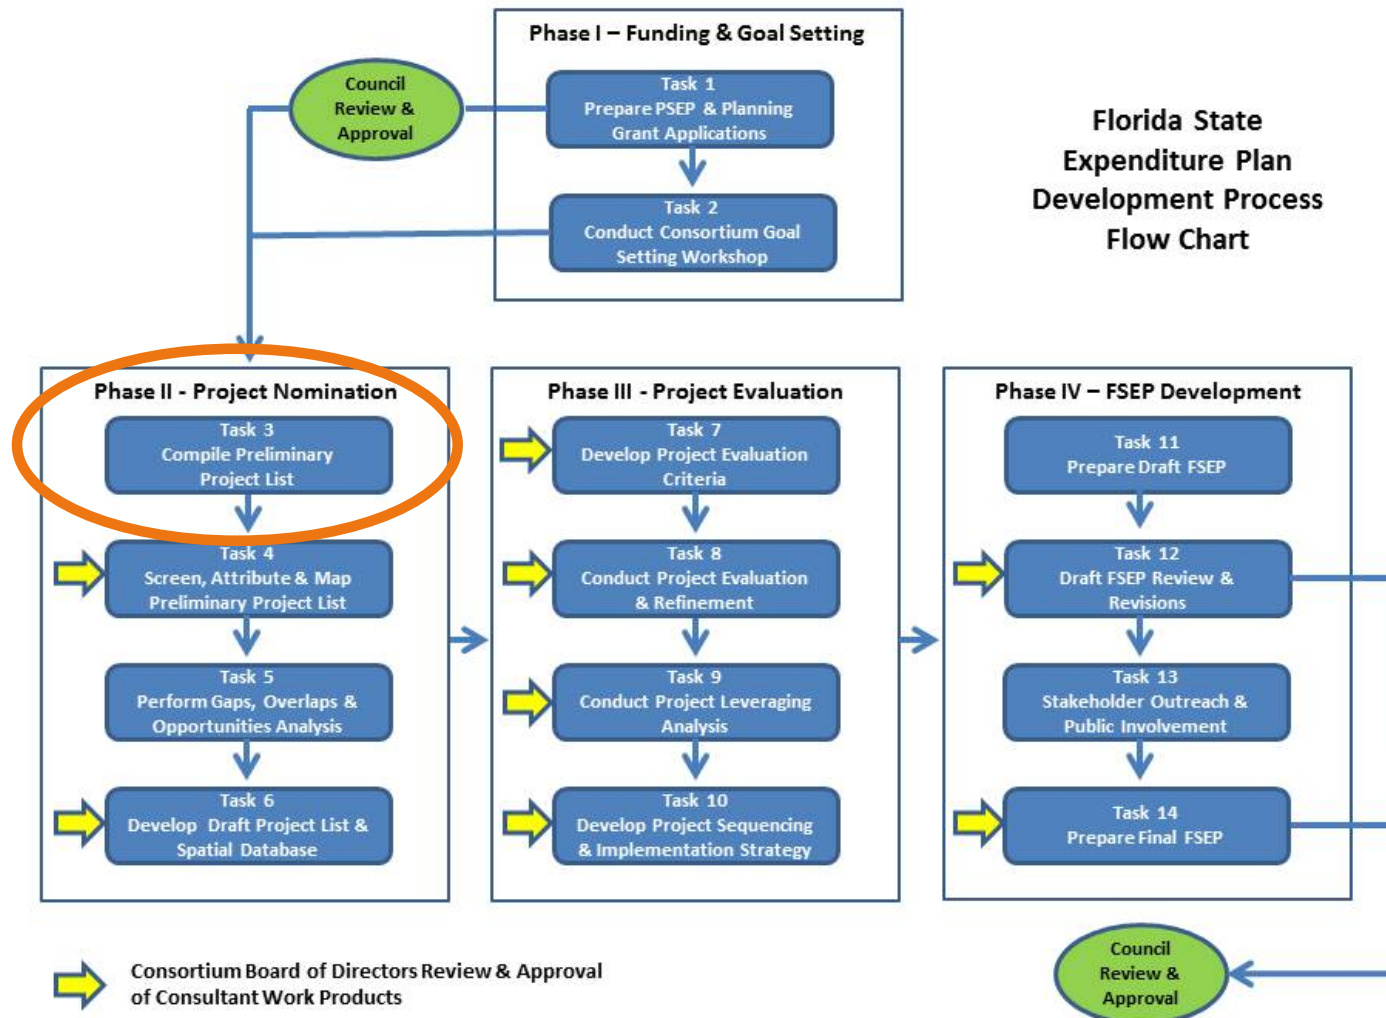 Phase I – Funding & Goal Setting
Council
Review &
Approval
Task 1
Prepare PSEP & Planning
Grant Applications
Task 2
Conduct Consortium Goal
Setting Workshop
Florida State
Expenditure Plan
Development Process
Flow Chart
Phase II - Project Nomination
Task 3
Compile Preliminary
Project List
Task 4
Screen, Attribute & Map
Preliminary Project List
Task 5
Perform Gaps, Overlaps &
Opportunities Analysis
Task 6
Develop Draft Project List &
Spatial Database
Phase III - Project Evaluation
Task 7
Develop Project Evaluation
Criteria
Task 8
Conduct Project Evaluation
& Refinement
Task 9
Conduct Project Leveraging
Analysis
Task 10
Develop Project Sequencing
& Implementation Strategy
Phase IV – FSEP Development
Task 11
Prepare Draft FSEP
Task 12
Draft FSEP Review &
Revisions
Task 13
Stakeholder Outreach &
Public Involvement
Task 14
Prepare Final FSEP
Consortium Board of Directors Review & Approval
of Consultant Work Products
Council
Review &
Approval